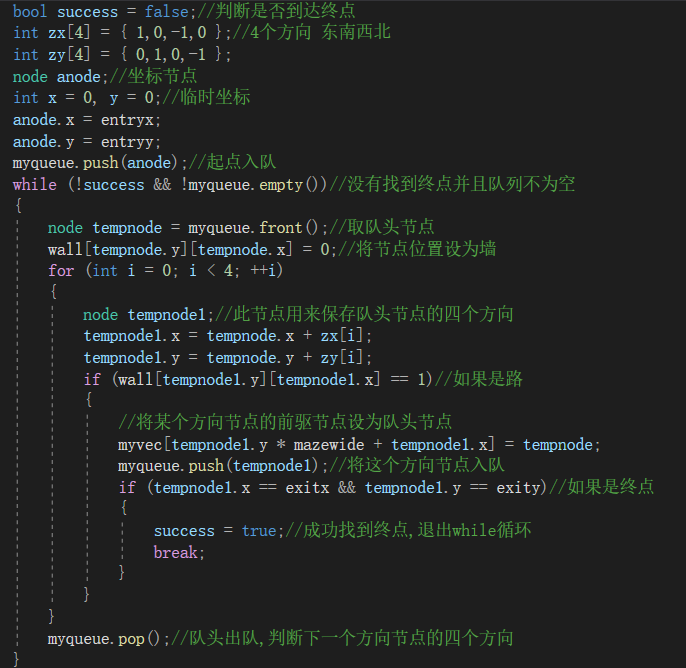 bool success = false;//判断是否到达终点
int zx[4] = { 1,0,-1,0 };//4个方向 东南西北
int zy[4] = { 0,1,0,-1 };
node anode;//坐标节点
int x = 0, y = 0;//临时坐标
anode.x = entryx;
anode.y = entryy;
myqueue.push(anode);//起点入队
while (!success && !myqueue.empty())//没有找到终点并且队列不为空
{
node tempnode = myqueue.front();//取队头节点
wall[tempnode.y][tempnode.x] = 0;//将节点位置设为墙
for (int i = 0; i < 4; ++i)
{
node tempnode1;//此节点用来保存队头节点的四个方向
tempnode1.x = tempnode.x + zx[i];
tempnode1.y = tempnode.y + zy[i];
if (wall[tempnode1.y][tempnode1.x] == 1)//如果是路
{
//将某个方向节点的前驱节点设为队头节点
myvec[tempnode1.y * mazewide + tempnode1.x] = tempnode;
myqueue.push(tempnode1);//将这个方向节点入队
if (tempnode1.x == exitx && tempnode1.y == exity)//如果是终点
{
success = true;//成功找到终点,退出while循环
break;
}
}
}
myqueue.pop();//队头出队,判断下一个方向节点的四个方向
}